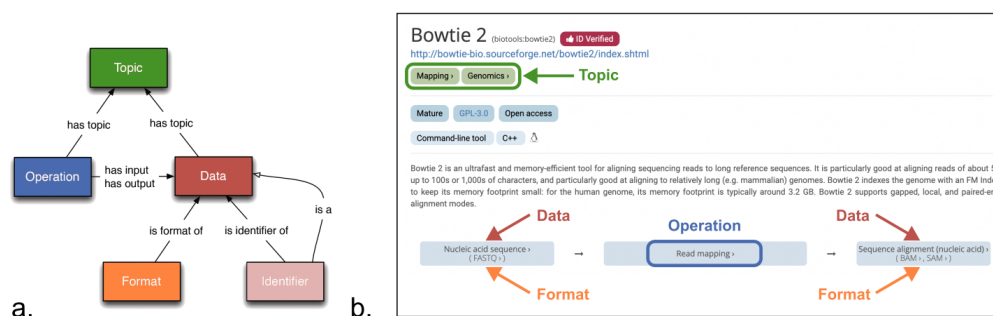 Topic
has topic
has topic
Operation
has input
has output
Data
is a
is format of
is identifier of
Format
Identifier
a.
b.
Bowtie 2 (biotools:bowtie2) ID Verified
http://bowtie-bio.sourceforge.net/bowtie2/index.shtml
Mapping › Genomics ›
Topic
Mature GPL-3.0 Open access
Command-line tool C++
Bowtie 2 is an ultrafast and memory-efficient tool for aligning sequencing reads to long reference sequences. It is particularly good at aligning reads of about 5
up to 100s or 1,000s of characters, and particularly good at aligning to relatively long (e.g. mammalian) genomes. Bowtie 2 indexes the genome with an FM
to keep its memory footprint small: for the human genome, its memory footprint is typically around 3.2 GB. Bowtie 2 supports gapped, local, and
alignment modes.
Data
Operation
Data
Nucleic acid sequence ›
( FASTQ › )
→
Read mapping ›
→
Sequence alignment (nucleic acid) ›
( BAM › , SAM › )
Format
Format